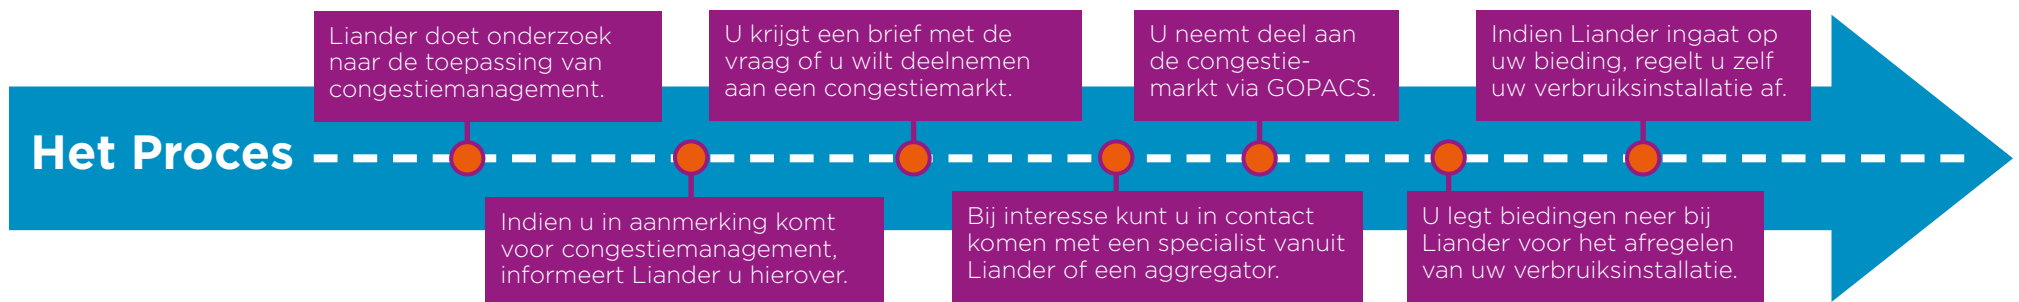 Het Proces
Liander doet onderzoek
naar de toepassing van
congestiemanagement.
Indien u in aanmerking komt
voor congestiemanagement,
informeert Liander u hierover.
U krijgt een brief met de
vraag of u wilt deelnemen
aan een congestiemarkt.
Bij interesse kunt u in contact
komen met een specialist vanuit
Liander of een aggregator.
U neemt deel aan
de congestie-
markt via GOPACS.
U legt biedingen neer bij
Liander voor het afregelen
van uw verbruiksinstallatie.
Indien Liander ingaat op
uw bieding, regelt u zelf
uw verbruiksinstallatie af.